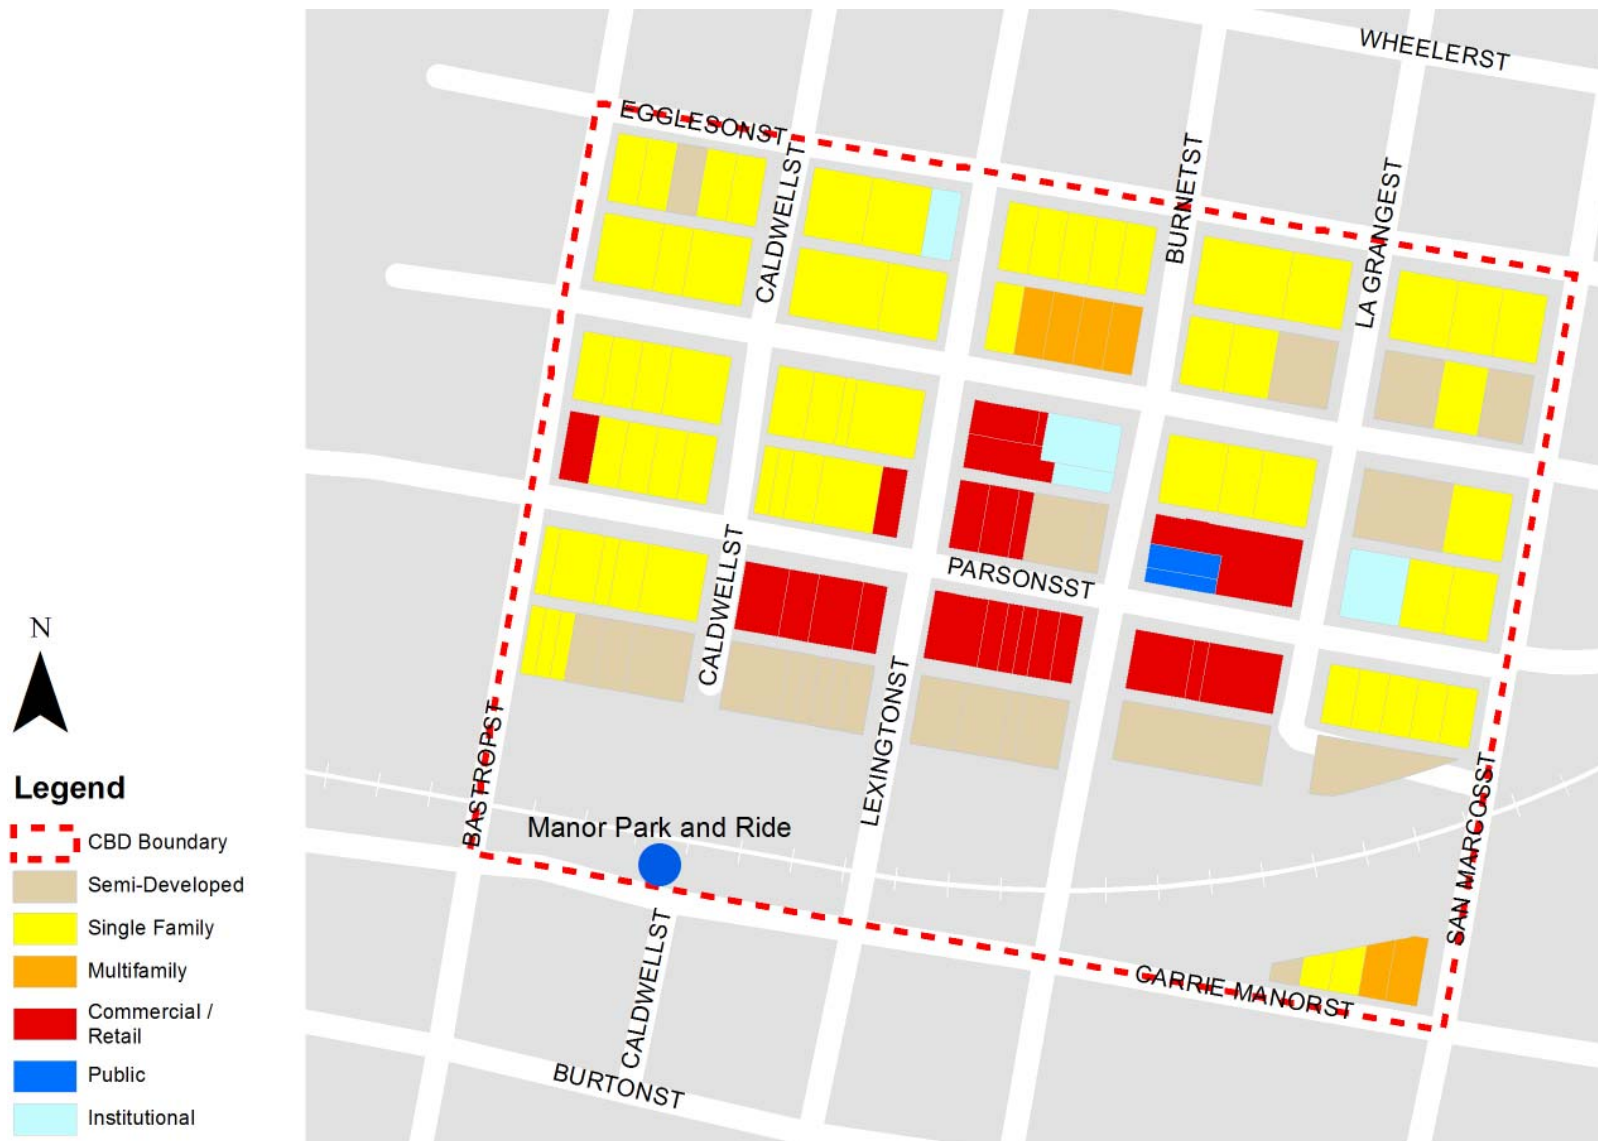 WHEELERST
EGGLESONST
CALDWELLST
BURNETST
LA GRANGEST
PARSONSST
CALDWELLST
LEXINGTONST
BASTROPST
SAN MARCOSST
Manor Park and Ride
CARRIE MANORST
CALDWELLST
BURTONST
N
Legend
CBD Boundary
Semi-Developed
Single Family
Multifamily
Commercial /
Retail
Public
Institutional